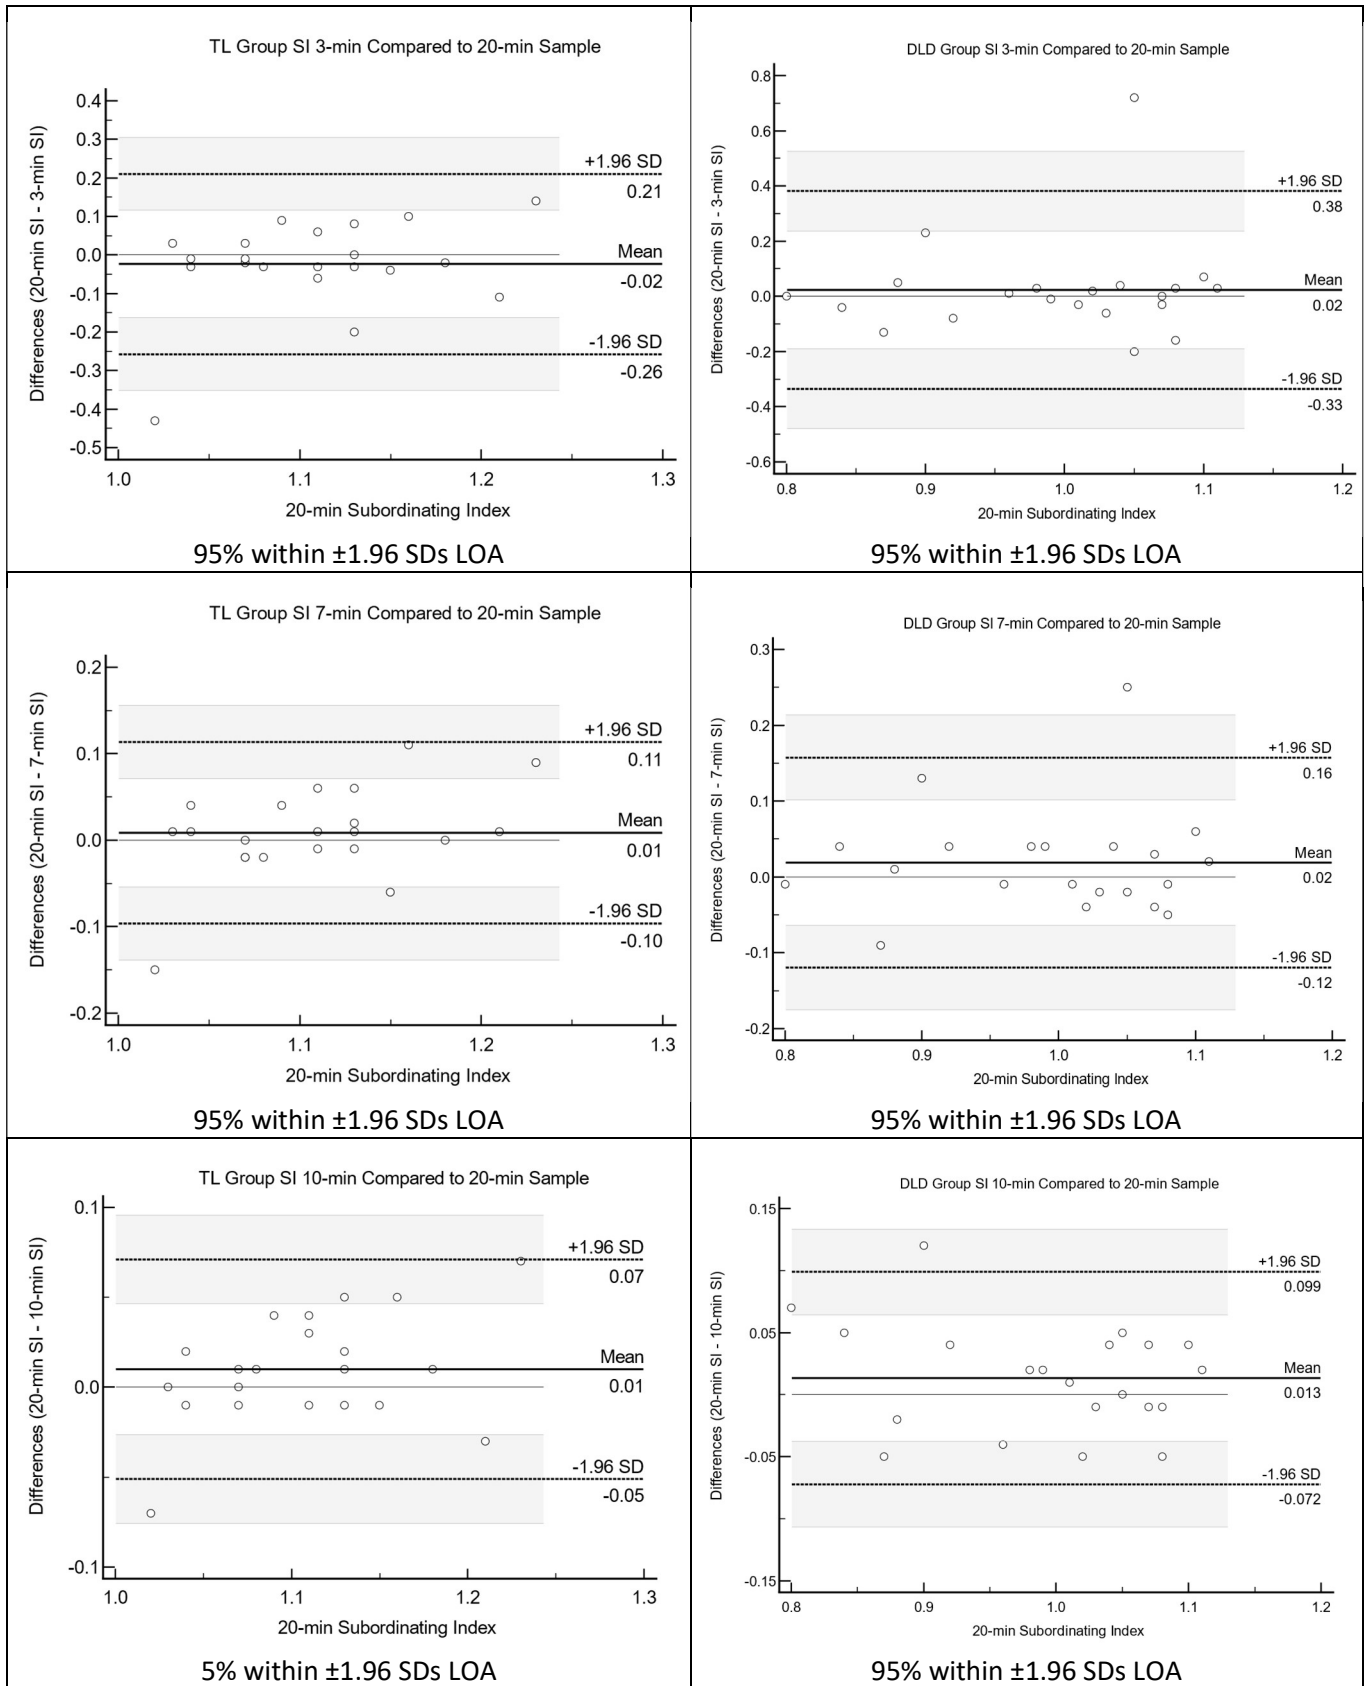 TL Group SI 3-min Compared to 20-min Sample
Differences (20-min SI - 3-min SI)
0.4
0.3
0.2
0.1
0.0
-0.1
-0.2
-0.3
-0.4
-0.5
+1.96 SD
0.21
Mean
-0.02
-1.96 SD
-0.26
1.0 1.1 1.2 1.3
20-min Subordinating Index
95% within ±1.96 SDs LOA
DLD Group SI 3-min Compared to 20-min Sample
Differences (20-min SI - 3-min SI)
0.8
0.6
0.4
0.2
0.0
-0.2
-0.4
-0.6
+1.96 SD
0.38
Mean
0.02
-1.96 SD
-0.33
0.8 0.9 1.0 1.1 1.2
20-min Subordinating Index
95% within ±1.96 SDs LOA
TL Group SI 7-min Compared to 20-min Sample
Differences (20-min SI - 7-min SI)
0.2
0.1
0.0
-0.1
-0.2
+1.96 SD
0.11
Mean
0.01
-1.96 SD
-0.10
1.0 1.1 1.2 1.3
20-min Subordinating Index
95% within ±1.96 SDs LOA
DLD Group SI 7-min Compared to 20-min Sample
Differences (20-min SI - 7-min SI)
0.3
0.2
0.1
0.0
-0.1
-0.2
+1.96 SD
0.16
Mean
0.02
-1.96 SD
-0.12
0.8 0.9 1.0 1.1 1.2
20-min Subordinating Index
95% within ±1.96 SDs LOA
TL Group SI 10-min Compared to 20-min Sample
Differences (20-min SI - 10-min SI)
0.1
0.0
-0.1
+1.96 SD
0.07
Mean
0.01
-1.96 SD
-0.05
1.0 1.1 1.2 1.3
20-min Subordinating Index
5% within ±1.96 SDs LOA
DLD Group SI 10-min Compared to 20-min Sample
Differences (20-min SI - 10-min SI)
0.15
0.05
-0.05
-0.15
+1.96 SD
0.099
Mean
0.013
-1.96 SD
-0.072
0.8 0.9 1.0 1.1 1.2
20-min Subordinating Index
95% within ±1.96 SDs LOA